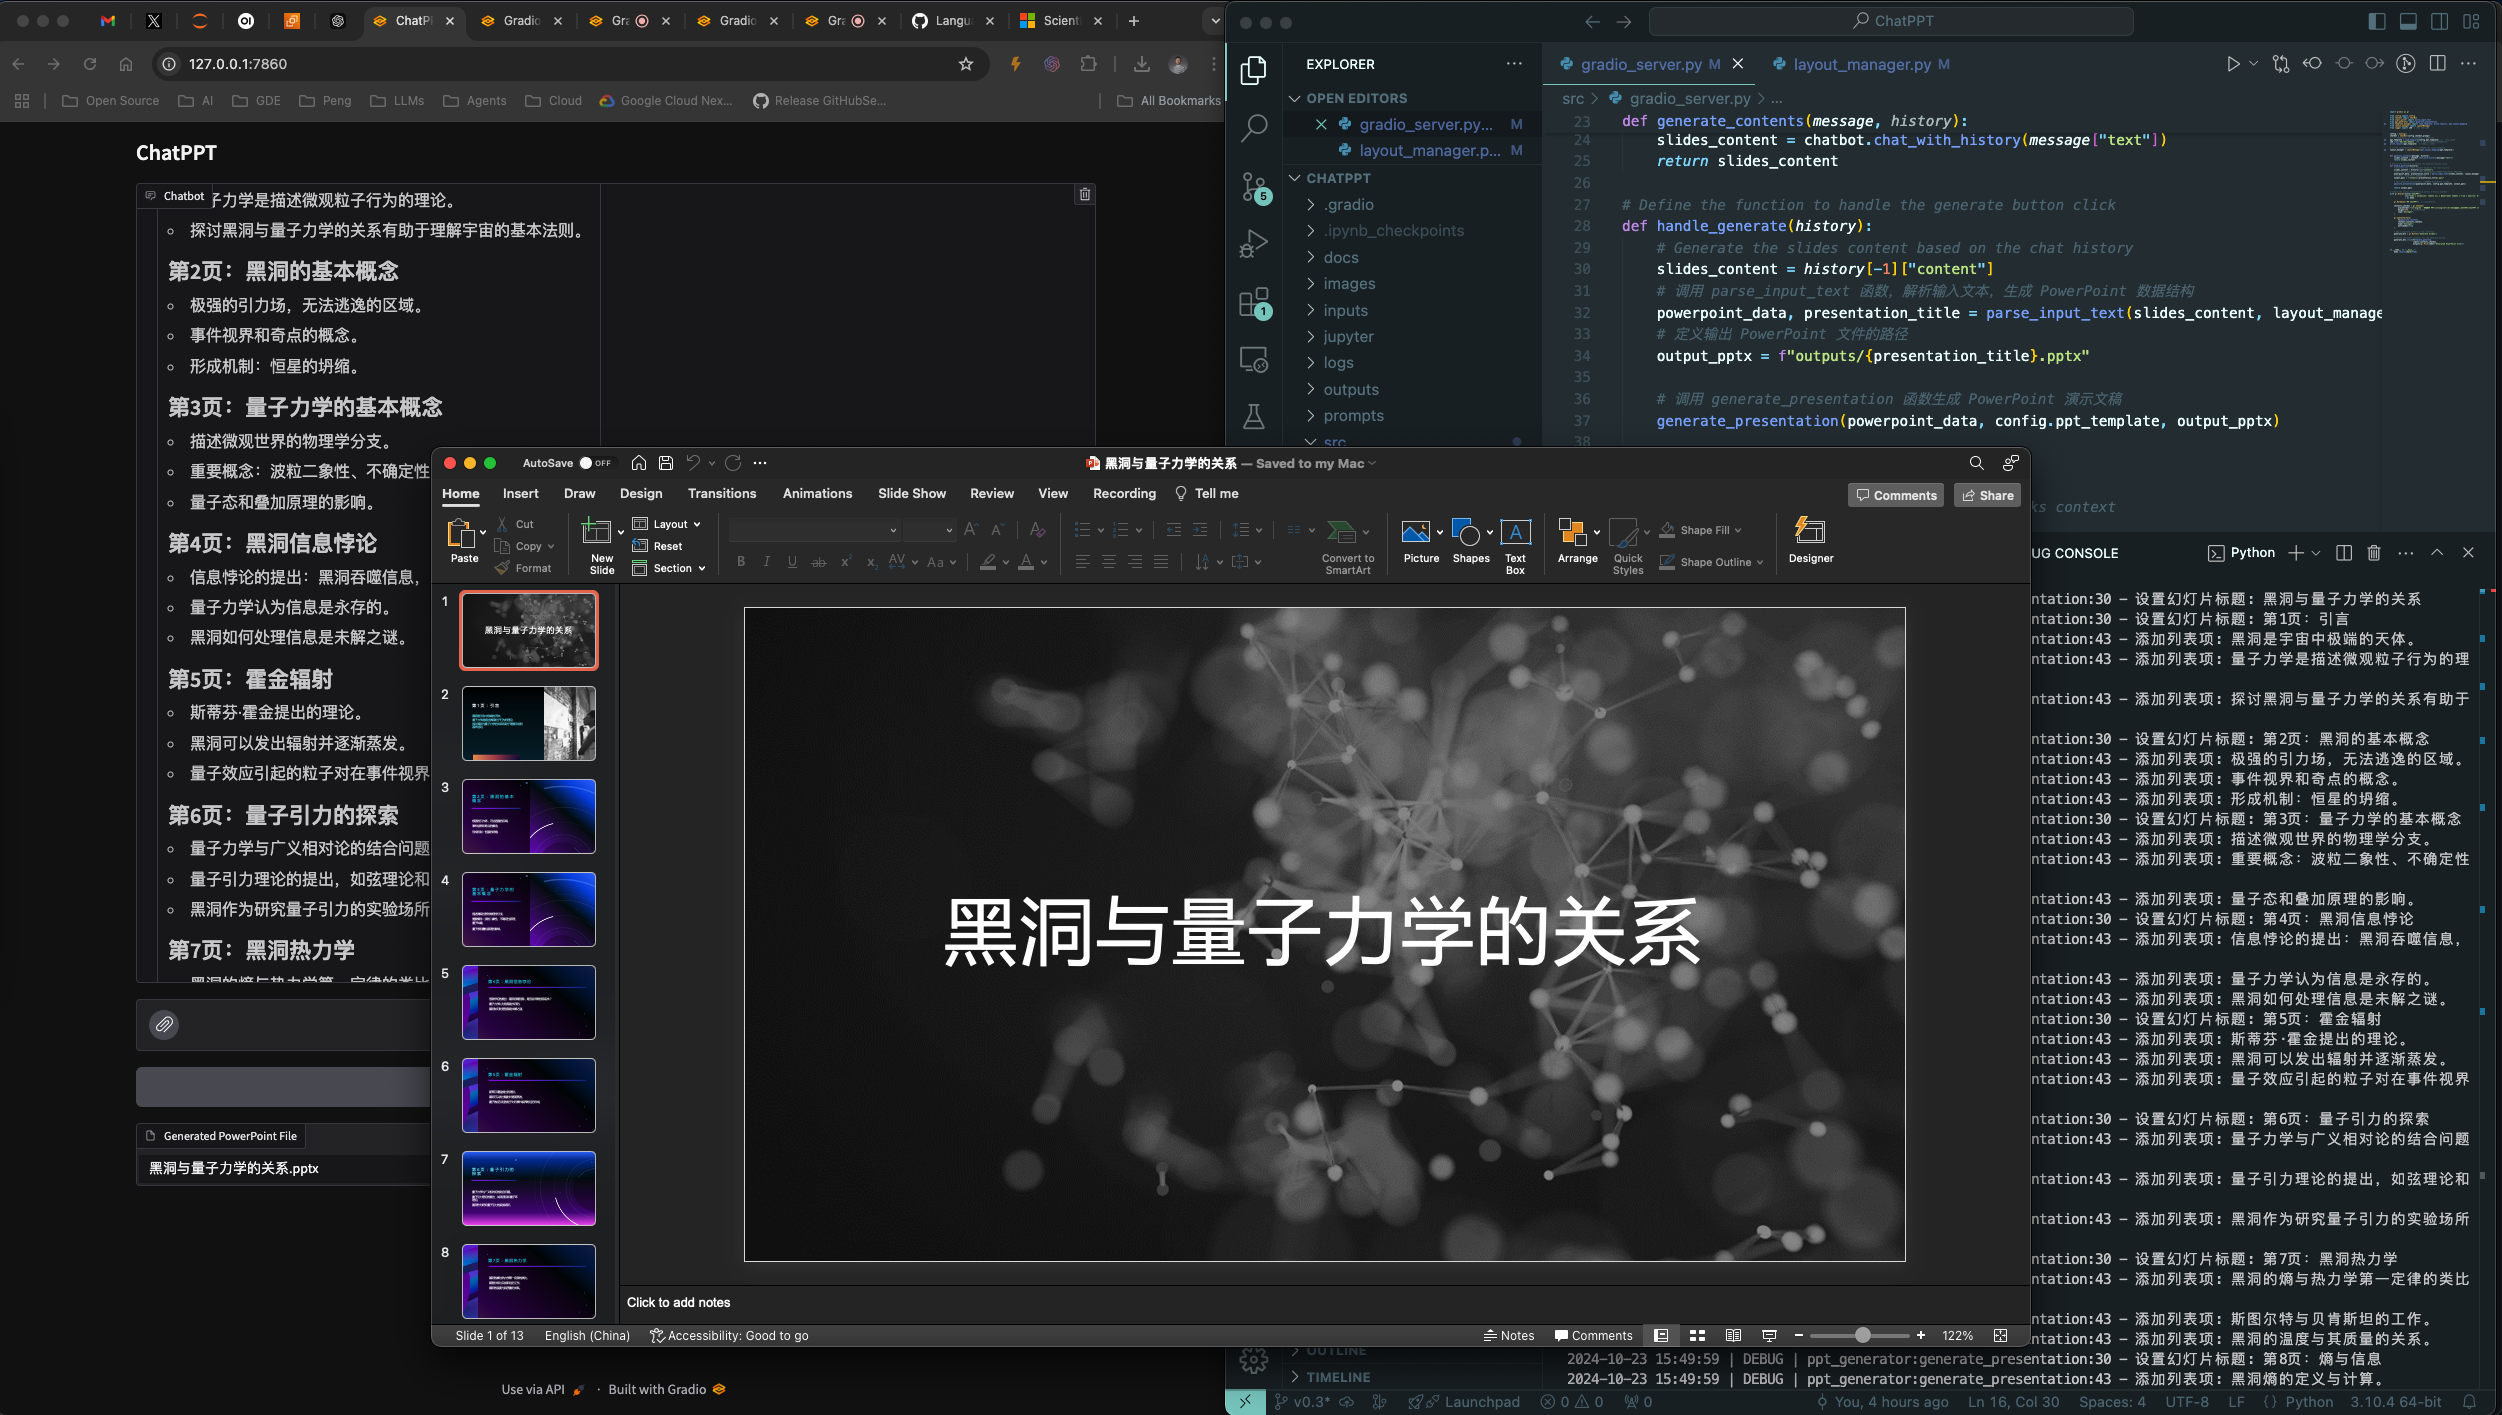 ChatPPT
Gradio
Gradio
Langu
Scient
127.0.0.1:7860
Open Source
AI
GDE
Peng
LLMs
Agents
Cloud
Google Cloud Nex...
Release GitHubSe...
All Bookmarks
ChatPPT
Chatbot
子力学是描述微观粒子行为的理论。
探讨黑洞与量子力学的关系有助于理解宇宙的基本法则。
第2页：黑洞的基本概念
极强的引力场，无法逃逸的区域。
事件视界和奇点的概念。
形成机制：恒星的坍缩。
第3页：量子力学的基本概念
描述微观世界的物理学分支。
重要概念：波粒二象性、不确定性
量子态和叠加原理的影响。
第4页：黑洞信息悖论
信息悖论的提出：黑洞吞噬信息，
量子力学认为信息是永存的。
黑洞如何处理信息是未解之谜。
第5页：霍金辐射
斯蒂芬·霍金提出的理论。
黑洞可以发出辐射并逐渐蒸发。
量子效应引起的粒子对在事件视界
第6页：量子引力的探索
量子力学与广义相对论的结合问题
量子引力理论的提出，如弦理论和
黑洞作为研究量子引力的实验场所
第7页：黑洞热力学
黑洞的熵与热力学第一定律的类比
Generated PowerPoint File
黑洞与量子力学的关系.pptx
Use via API · Built with Gradio
ChatPPT
EXPLORER
OPEN EDITORS
gradio_server.py... M
layout_manager.p... M
CHATPPT
.gradio
.ipynb_checkpoints
docs
images
inputs
jupyter
logs
outputs
prompts
src
OUTLINE
TIMELINE
5
1
gradio_server.py M
layout_manager.py M
src > gradio_server.py > ...
23 def generate_contents(message, history):
24 slides_content = chatbot.chat_with_history(message["text"])
25 return slides_content
26
27 # Define the function to handle the generate button click
28 def handle_generate(history):
29 # Generate the slides content based on the chat history
30 slides_content = history[-1]["content"]
31 # 调用 parse_input_text 函数，解析输入文本，生成 PowerPoint 数据结构
32 powerpoint_data, presentation_title = parse_input_text(slides_content, layout_manage
33 # 定义输出 PowerPoint 文件的路径
34 output_pptx = f"outputs/{presentation_title}.pptx"
35
36 # 调用 generate_presentation 函数生成 PowerPoint 演示文稿
37 generate_presentation(powerpoint_data, config.ppt_template, output_pptx)
38
ks context
UG CONSOLE
Python
ntation:30 - 设置幻灯片标题: 黑洞与量子力学的关系
ntation:30 - 设置幻灯片标题: 第1页：引言
ntation:43 - 添加列表项: 黑洞是宇宙中极端的天体。
ntation:43 - 添加列表项: 量子力学是描述微观粒子行为的理
ntation:43 - 添加列表项: 探讨黑洞与量子力学的关系有助于
ntation:30 - 设置幻灯片标题: 第2页：黑洞的基本概念
ntation:43 - 添加列表项: 极强的引力场，无法逃逸的区域。
ntation:43 - 添加列表项: 事件视界和奇点的概念。
ntation:43 - 添加列表项: 形成机制：恒星的坍缩。
ntation:30 - 设置幻灯片标题: 第3页：量子力学的基本概念
ntation:43 - 添加列表项: 描述微观世界的物理学分支。
ntation:43 - 添加列表项: 重要概念：波粒二象性、不确定性
ntation:43 - 添加列表项: 量子态和叠加原理的影响。
ntation:30 - 设置幻灯片标题: 第4页：黑洞信息悖论
ntation:43 - 添加列表项: 信息悖论的提出：黑洞吞噬信息，
ntation:43 - 添加列表项: 量子力学认为信息是永存的。
ntation:43 - 添加列表项: 黑洞如何处理信息是未解之谜。
ntation:30 - 设置幻灯片标题: 第5页：霍金辐射
ntation:43 - 添加列表项: 斯蒂芬·霍金提出的理论。
ntation:43 - 添加列表项: 黑洞可以发出辐射并逐渐蒸发。
ntation:43 - 添加列表项: 量子效应引起的粒子对在事件视界
ntation:30 - 设置幻灯片标题: 第6页：量子引力的探索
ntation:43 - 添加列表项: 量子力学与广义相对论的结合问题
ntation:43 - 添加列表项: 量子引力理论的提出，如弦理论和
ntation:43 - 添加列表项: 黑洞作为研究量子引力的实验场所
ntation:30 - 设置幻灯片标题: 第7页：黑洞热力学
ntation:43 - 添加列表项: 黑洞的熵与热力学第一定律的类比
ntation:43 - 添加列表项: 斯图尔特与贝肯斯坦的工作。
ntation:43 - 添加列表项: 黑洞的温度与其质量的关系。
2024-10-23 15:49:59 | DEBUG | ppt_generator:generate_presentation:30 - 设置幻灯片标题: 第8页：熵与信息
2024-10-23 15:49:59 | DEBUG | ppt_generator:generate_presentation:43 - 添加列表项: 黑洞熵的定义与计算。
v0.3* Launchpad 0 0 0
You, 4 hours ago Ln 16, Col 30 Spaces: 4 UTF-8 LF Python 3.10.4 64-bit
AutoSave OFF
黑洞与量子力学的关系 — Saved to my Mac
Home Insert Draw Design Transitions Animations Slide Show Review View Recording Tell me
Comments Share
Paste
Cut
Copy
Format
New Slide
Layout
Reset
Section
Convert to SmartArt
Picture
Shapes
Text Box
Arrange
Quick Styles
Shape Fill
Shape Outline
Designer
1
黑洞与量子力学的关系
2
第1页：引言
3
4
5
6
7
8
黑洞与量子力学的关系
Click to add notes
Slide 1 of 13 English (China) Accessibility: Good to go
Notes Comments 122%